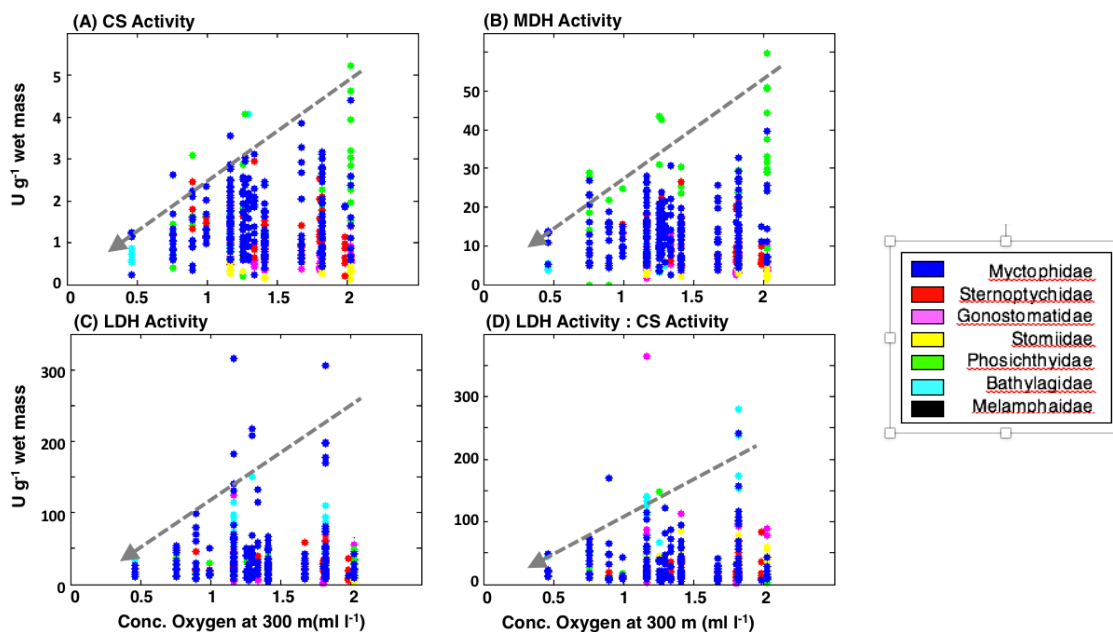 (A) CS Activity
(B) MDH Activity
U g⁻¹ wet mass
5
4
3
2
1
0
0 0.5 1 1.5 2
60
50
40
30
20
10
0
0 0.5 1 1.5 2
(C) LDH Activity
(D) LDH Activity : CS Activity
U g⁻¹ wet mass
300
200
100
50
0
0 0.5 1 1.5 2
Conc. Oxygen at 300 m(ml l⁻¹)
300
200
100
50
0
0 0.5 1 1.5 2
Conc. Oxygen at 300 m (ml l⁻¹)
Myctophidae
Sternoptychidae
Gonostomatidae
Stomiidae
Phosichthyidae
Bathylagidae
Melamphaidae